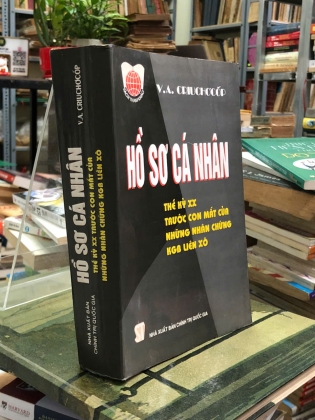 V.A. CRIUCHOCỐP
HỒ SƠ CÁ NHÂN
THẾ KỶ XX
TRƯỚC CON MẮT CỦA
NHỮNG NHÂN CHỨNG
KGB LIÊN XÔ
NHÀ XUẤT BẢN CHÍNH TRỊ QUỐC GIA
V.A. CRIUCHOCỐP
HỒ SƠ CÁ NHÂN
THẾ KỶ XX TRƯỚC CON MẮT CỦA
NHỮNG NHÂN CHỨNG KGB LIÊN XÔ
NHÀ XUẤT BẢN
CHÍNH TRỊ QUỐC GIA